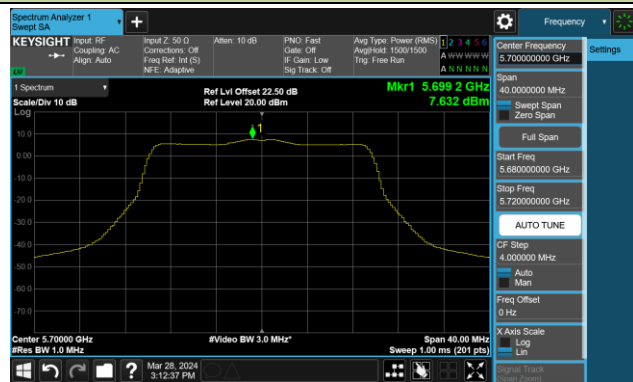 Spectrum Analyzer 1
Swept SA
+
Frequency
KEYSIGHT
Input: RF
Coupling: AC
Align: Auto
Input Z: 50 Ω
Corrections: Off
Freq Ref: Int (S)
NFE: Adaptive
Atten: 10 dB
PNO: Fast
Gate: Off
IF Gain: Low
Sig Track: Off
Avg Type: Power (RMS)
Avg|Hold: 1500/1500
Trig: Free Run
1 2 3 4 5 6
A W W W W W
A N N N N N
1 Spectrum
Scale/Div 10 dB
Log
Ref Lvl Offset 22.50 dB
Ref Level 20.00 dBm
Mkr1 5.699 2 GHz
7.632 dBm
1
10.0
0.00
-10.0
-20.0
-30.0
-40.0
-50.0
-60.0
-70.0
Center 5.70000 GHz
#Res BW 1.0 MHz
#Video BW 3.0 MHz*
Span 40.00 MHz
Sweep 1.00 ms (201 pts)
Mar 28, 2024
3:12:37 PM
?
Center Frequency
5.700000000 GHz
Settings
Span
40.0000000 MHz
Swept Span
Zero Span
Full Span
Start Freq
5.680000000 GHz
Stop Freq
5.720000000 GHz
AUTO TUNE
CF Step
4.000000 MHz
Auto
Man
Freq Offset
0 Hz
X Axis Scale
Log
Lin
Signal Track
(Span Zoom)